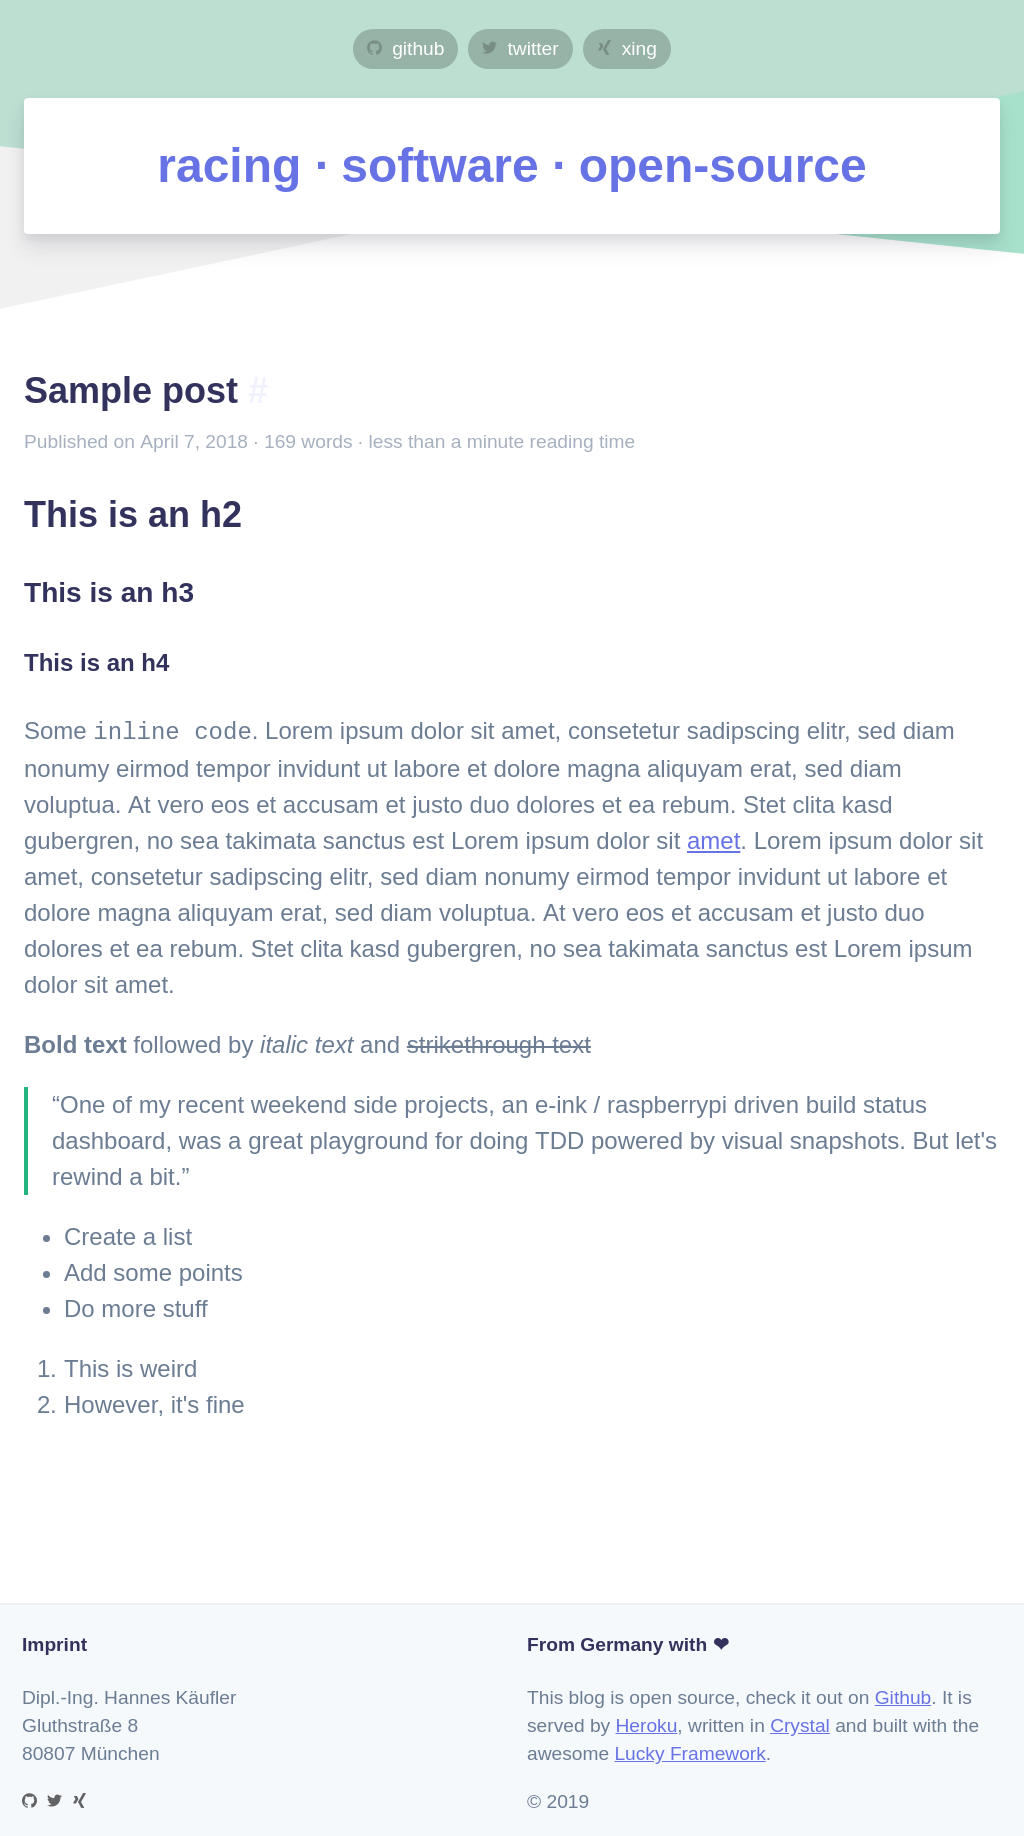 github twitter xing
racing · software · open-source
Sample post #
Published on April 7, 2018 · 169 words · less than a minute reading time
This is an h2
This is an h3
This is an h4
Some inline code. Lorem ipsum dolor sit amet, consetetur sadipscing elitr, sed diam
nonumy eirmod tempor invidunt ut labore et dolore magna aliquyam erat, sed diam
voluptua. At vero eos et accusam et justo duo dolores et ea rebum. Stet clita kasd
gubergren, no sea takimata sanctus est Lorem ipsum dolor sit amet. Lorem ipsum dolor sit
amet, consetetur sadipscing elitr, sed diam nonumy eirmod tempor invidunt ut labore et
dolore magna aliquyam erat, sed diam voluptua. At vero eos et accusam et justo duo
dolores et ea rebum. Stet clita kasd gubergren, no sea takimata sanctus est Lorem ipsum
dolor sit amet.
Bold text followed by italic text and strikethrough text
“One of my recent weekend side projects, an e-ink / raspberrypi driven build status
dashboard, was a great playground for doing TDD powered by visual snapshots. But let's
rewind a bit.”
• Create a list
• Add some points
• Do more stuff
1. This is weird
2. However, it's fine
Imprint
Dipl.-Ing. Hannes Käufler
Gluthstraße 8
80807 München
From Germany with ❤
This blog is open source, check it out on Github. It is
served by Heroku, written in Crystal and built with the
awesome Lucky Framework.
© 2019